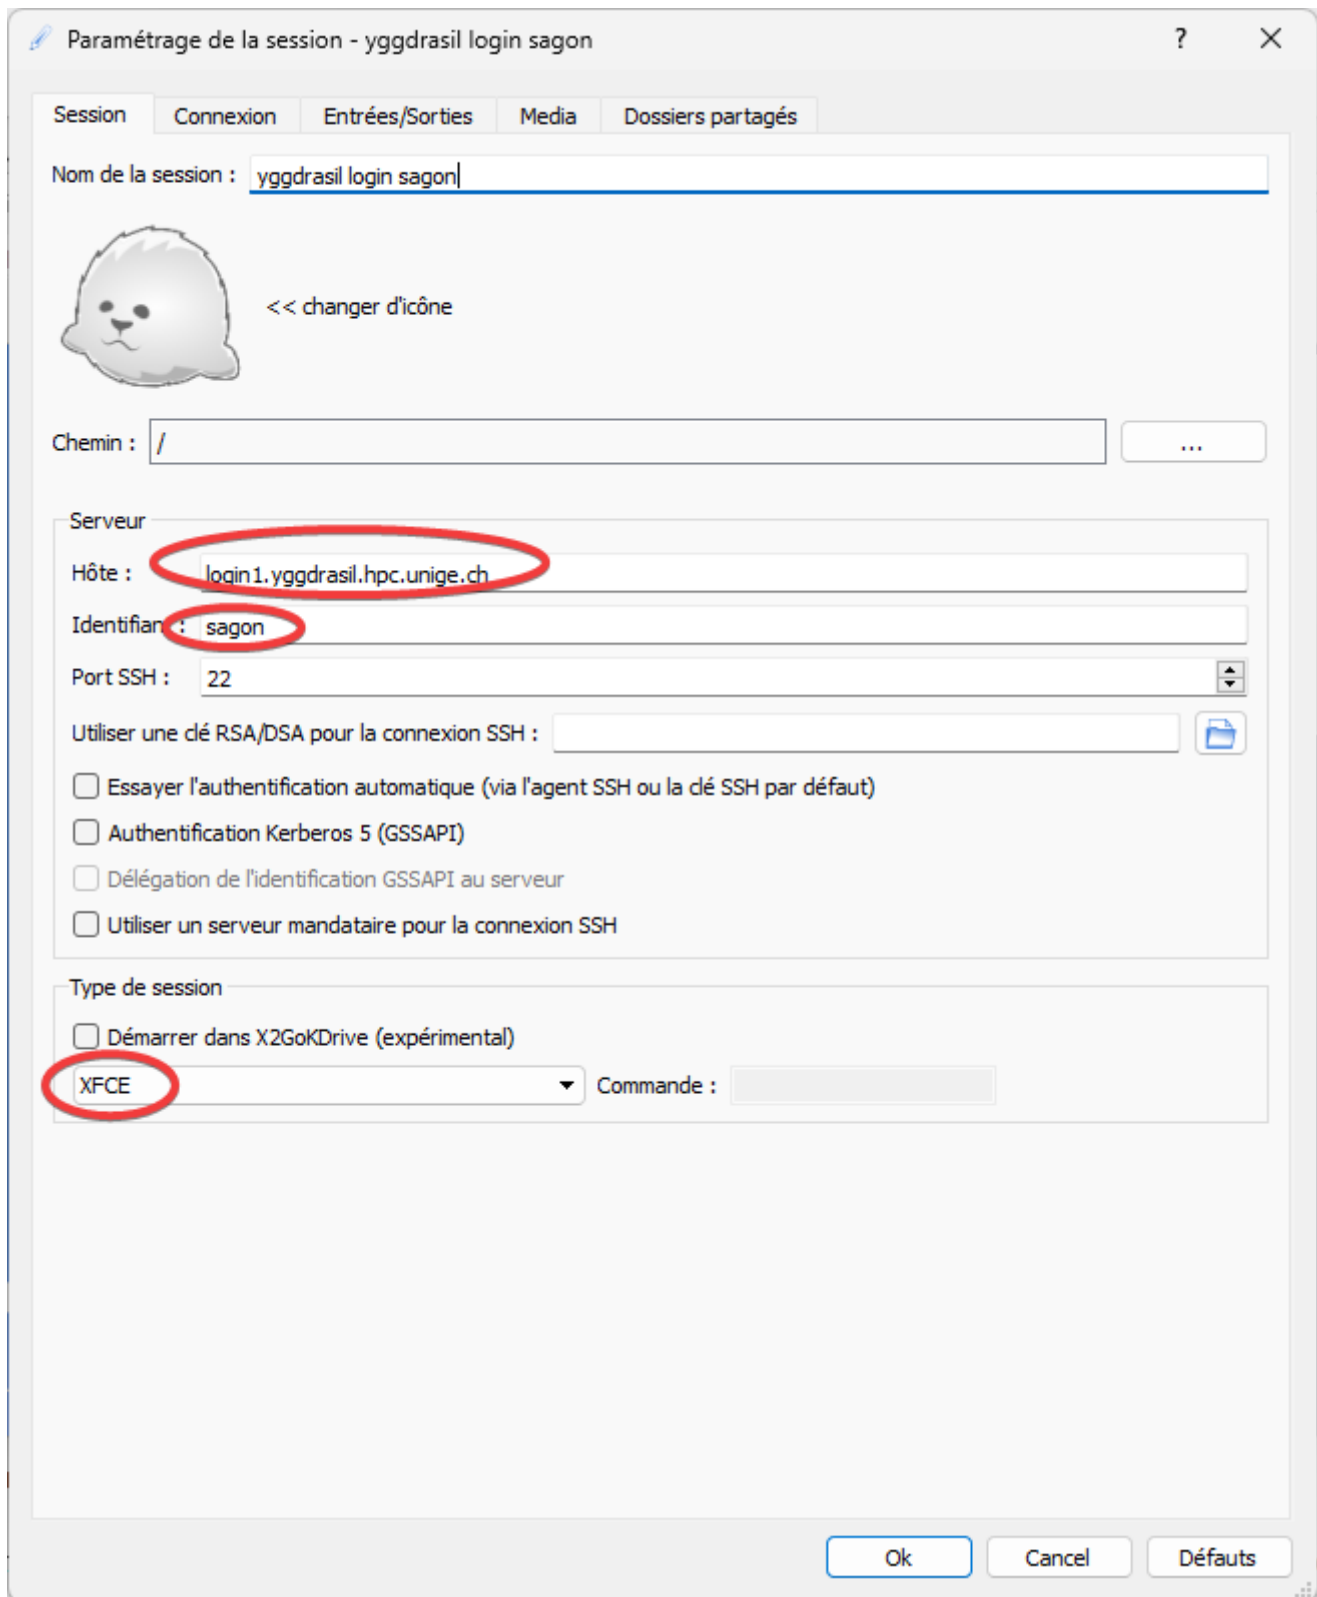 Paramétrage de la session - yggdrasil login sagon
?
Session Connexion Entrées/Sorties Media Dossiers partagés
Nom de la session : yggdrasil login sagon
<< changer d'icône
Chemin : / ...
Serveur
Hôte : login1.yggdrasil.hpc.unige.ch
Identifian : sagon
Port SSH : 22
Utiliser une clé RSA/DSA pour la connexion SSH :
Essayer l'authentification automatique (via l'agent SSH ou la clé SSH par défaut)
Authentification Kerberos 5 (GSSAPI)
Délégation de l'identification GSSAPI au serveur
Utiliser un serveur mandataire pour la connexion SSH
Type de session
Démarrer dans X2GoKDrive (expérimental)
XFCE Commande :
Ok Cancel Défauts